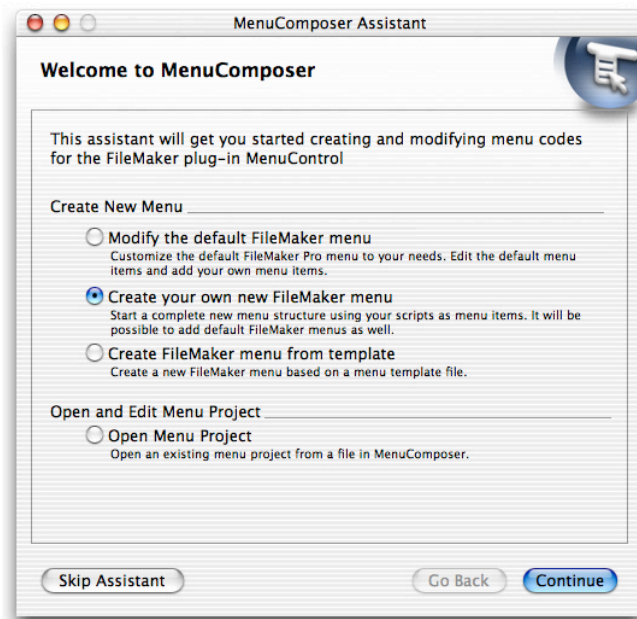 MenuComposer Assistant
Welcome to MenuComposer
This assistant will get you started creating and modifying menu codes
for the FileMaker plug-in MenuControl
Create New Menu
Modify the default FileMaker menu
Customize the default FileMaker Pro menu to your needs. Edit the default menu
items and add your own menu items.
Create your own new FileMaker menu
Start a complete new menu structure using your scripts as menu items. It will be
possible to add default FileMaker menus as well.
Create FileMaker menu from template
Create a new FileMaker menu based on a menu template file.
Open and Edit Menu Project
Open Menu Project
Open an existing menu project from a file in MenuComposer.
Skip Assistant
Go Back
Continue